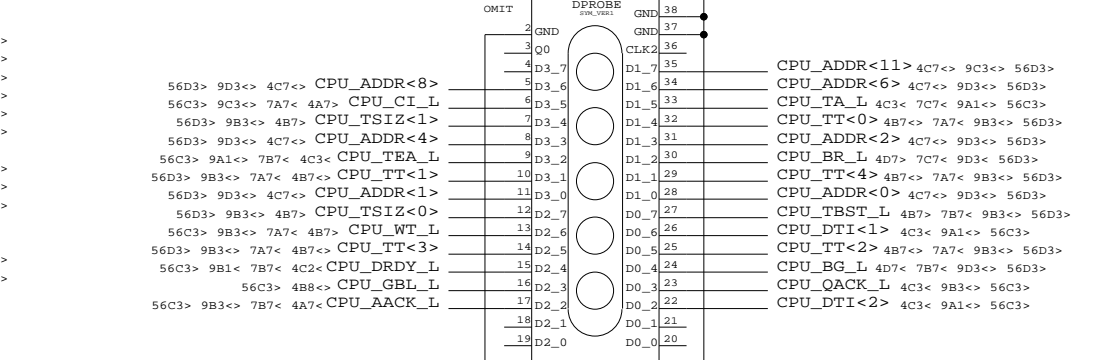 OMIT DPROBE GND 38
SYM_VER1
2 GND GND 37
> 3 Q0 CLK2 36
> 4 D3_7 D1_7 35 CPU_ADDR<11> 4C7<> 9C3<> 56D3>
> 56D3> 9D3<> 4C7<> CPU_ADDR<8> 5 D3_6 D1_6 34 CPU_ADDR<6> 4C7<> 9D3<> 56D3>
> 56C3> 9C3<> 7A7< 4A7> CPU_CI_L 6 D3_5 D1_5 33 CPU_TA_L 4C3< 7C7< 9A1<> 56C3>
> 56D3> 9B3<> 4B7> CPU_TSIZ<1> 7 D3_4 D1_4 32 CPU_TT<0> 4B7<> 7A7< 9B3<> 56D3>
> 56D3> 9D3<> 4C7<> CPU_ADDR<4> 8 D3_3 D1_3 31 CPU_ADDR<2> 4C7<> 9D3<> 56D3>
56C3> 9A1<> 7B7< 4C3< CPU_TEA_L 9 D3_2 D1_2 30 CPU_BR_L 4D7> 7C7< 9D3< 56D3>
> 56D3> 9B3<> 7A7< 4B7<> CPU_TT<1> 10 D3_1 D1_1 29 CPU_TT<4> 4B7<> 7A7< 9B3<> 56D3>
> 56D3> 9D3<> 4C7<> CPU_ADDR<1> 11 D3_0 D1_0 28 CPU_ADDR<0> 4C7<> 9D3<> 56D3>
> 56D3> 9B3<> 4B7> CPU_TSIZ<0> 12 D2_7 D0_7 27 CPU_TBST_L 4B7> 7B7< 9B3<> 56D3>
56C3> 9B3<> 7A7< 4B7> CPU_WT_L 13 D2_6 D0_6 26 CPU_DTI<1> 4C3< 9A1<> 56C3>
56D3> 9B3<> 7A7< 4B7<> CPU_TT<3> 14 D2_5 D0_5 25 CPU_TT<2> 4B7<> 7A7< 9B3<> 56D3>
> 56C3> 9B1< 7B7< 4C2< CPU_DRDY_L 15 D2_4 D0_4 24 CPU_BG_L 4D7< 7B7< 9D3> 56D3>
> 56C3> 4B8<> CPU_GBL_L 16 D2_3 D0_3 23 CPU_QACK_L 4C3< 9B3<> 56C3>
56C3> 9B3<> 7B7< 4A7< CPU_AACK_L 17 D2_2 D0_2 22 CPU_DTI<2> 4C3< 9A1<> 56C3>
18 D2_1 D0_1 21
19 D2_0 D0_0 20